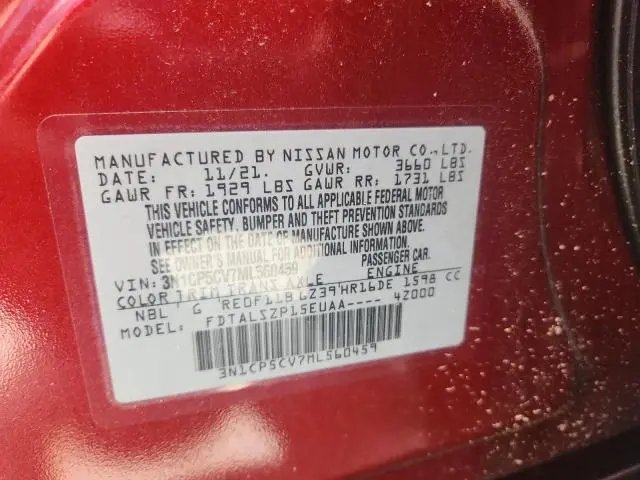 MANUFACTURED BY NISSAN MOTOR CO.,LTD.
DATE: 11/21. GVWR: 3660 LBS
GAWR FR: 1929 LBS GAWR RR: 1731 LBS
THIS VEHICLE CONFORMS TO ALL APPLICABLE FEDERAL MOTOR
VEHICLE SAFETY, BUMPER AND THEFT PREVENTION STANDARDS
IN EFFECT ON THE DATE OF MANUFACTURE SHOWN ABOVE.
SEE OWNER'S MANUAL FOR ADDITIONAL INFORMATION.
VIN: 3N1CP5CV7ML560459 PASSENGER CAR.
COLOR TRIM TRANS AXLE ENGINE
NBL G RE0F11B GZ39 HR16DE 1598 CC
MODEL: FDTALSZP15EUAA---- 4Z000
3N1CP5CV7ML560459